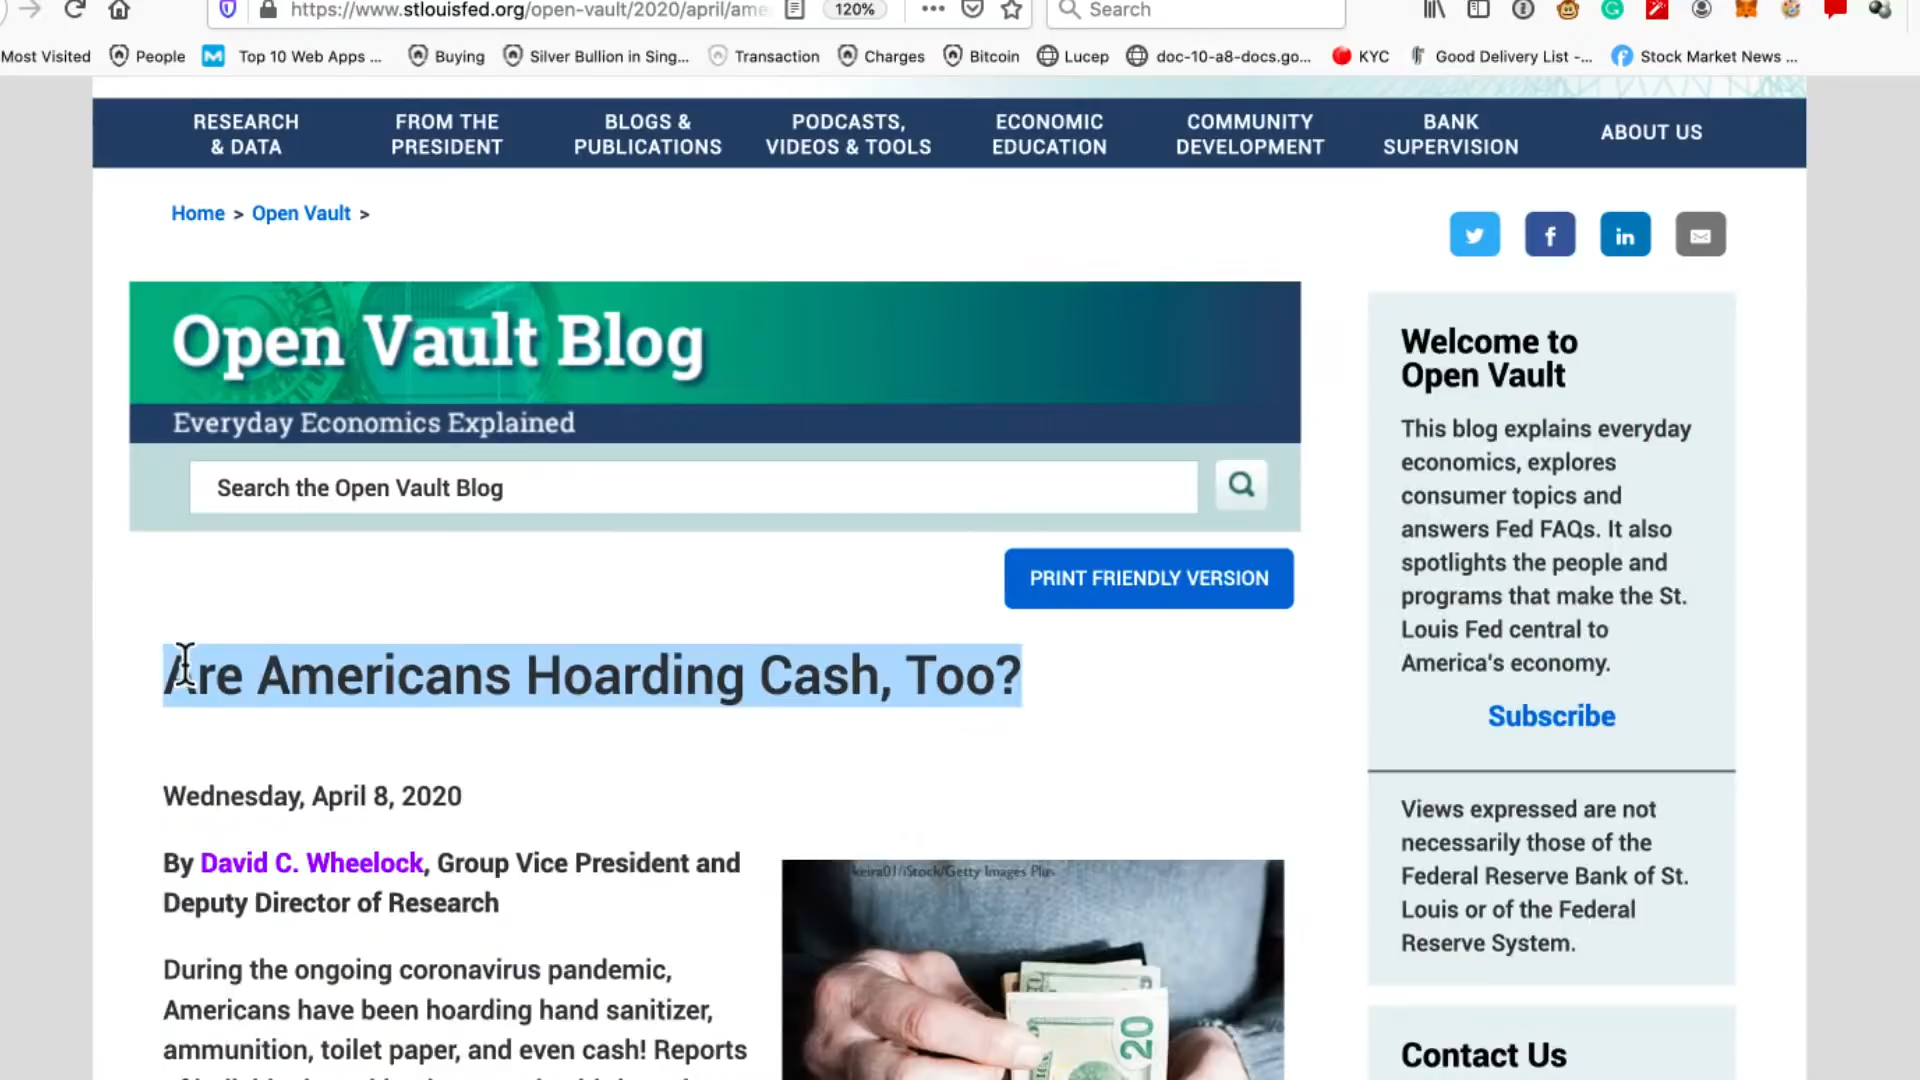 https://www.stlouisfed.org/open-vault/2020/april/ame
120%
Search
Most Visited
People
Top 10 Web Apps ...
Buying
Silver Bullion in Sing...
Transaction
Charges
Bitcoin
Lucep
doc-10-a8-docs.go...
KYC
Good Delivery List -...
Stock Market News ...
RESEARCH
& DATA
FROM THE
PRESIDENT
BLOGS &
PUBLICATIONS
PODCASTS,
VIDEOS & TOOLS
ECONOMIC
EDUCATION
COMMUNITY
DEVELOPMENT
BANK
SUPERVISION
ABOUT US
Home > Open Vault >
Open Vault Blog
Everyday Economics Explained
Search the Open Vault Blog
PRINT FRIENDLY VERSION
Are Americans Hoarding Cash, Too?
Wednesday, April 8, 2020
By David C. Wheelock, Group Vice President and
Deputy Director of Research
During the ongoing coronavirus pandemic,
Americans have been hoarding hand sanitizer,
ammunition, toilet paper, and even cash! Reports
keira01/iStock/Getty Images Plus
20
Welcome to
Open Vault
This blog explains everyday
economics, explores
consumer topics and
answers Fed FAQs. It also
spotlights the people and
programs that make the St.
Louis Fed central to
America's economy.
Subscribe
Views expressed are not
necessarily those of the
Federal Reserve Bank of St.
Louis or of the Federal
Reserve System.
Contact Us